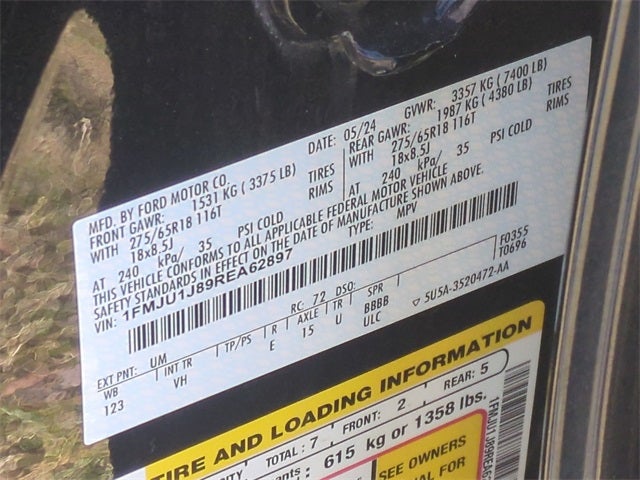 MFD. BY FORD MOTOR CO.
DATE: 05/24 GVWR: 3357 KG ( 7400 LB)
FRONT GAWR: 1531 KG ( 3375 LB) REAR GAWR: 1987 KG ( 4380 LB)
WITH 275/65R18 116T TIRES WITH 275/65R18 116T TIRES
18x8.5J RIMS 18x8.5J RIMS
AT 240 kPa/ 35 PSI COLD AT 240 kPa/ 35 PSI COLD
THIS VEHICLE CONFORMS TO ALL APPLICABLE FEDERAL MOTOR VEHICLE
SAFETY STANDARDS IN EFFECT ON THE DATE OF MANUFACTURE SHOWN ABOVE.
VIN: 1FMJU1J89REA62897 TYPE: MPV
F0355
T0696
EXT PNT: UM RC: 72 DSO:
WB INT TR TP/PS R AXLE TR SPR
123 VH E 15 U BBBB
ULC 5U5A-3520472-AA
TIRE AND LOADING INFORMATION
TOTAL: 7 FRONT: 2 REAR: 5
615 kg or 1358 lbs.
SEE OWNERS
FOR